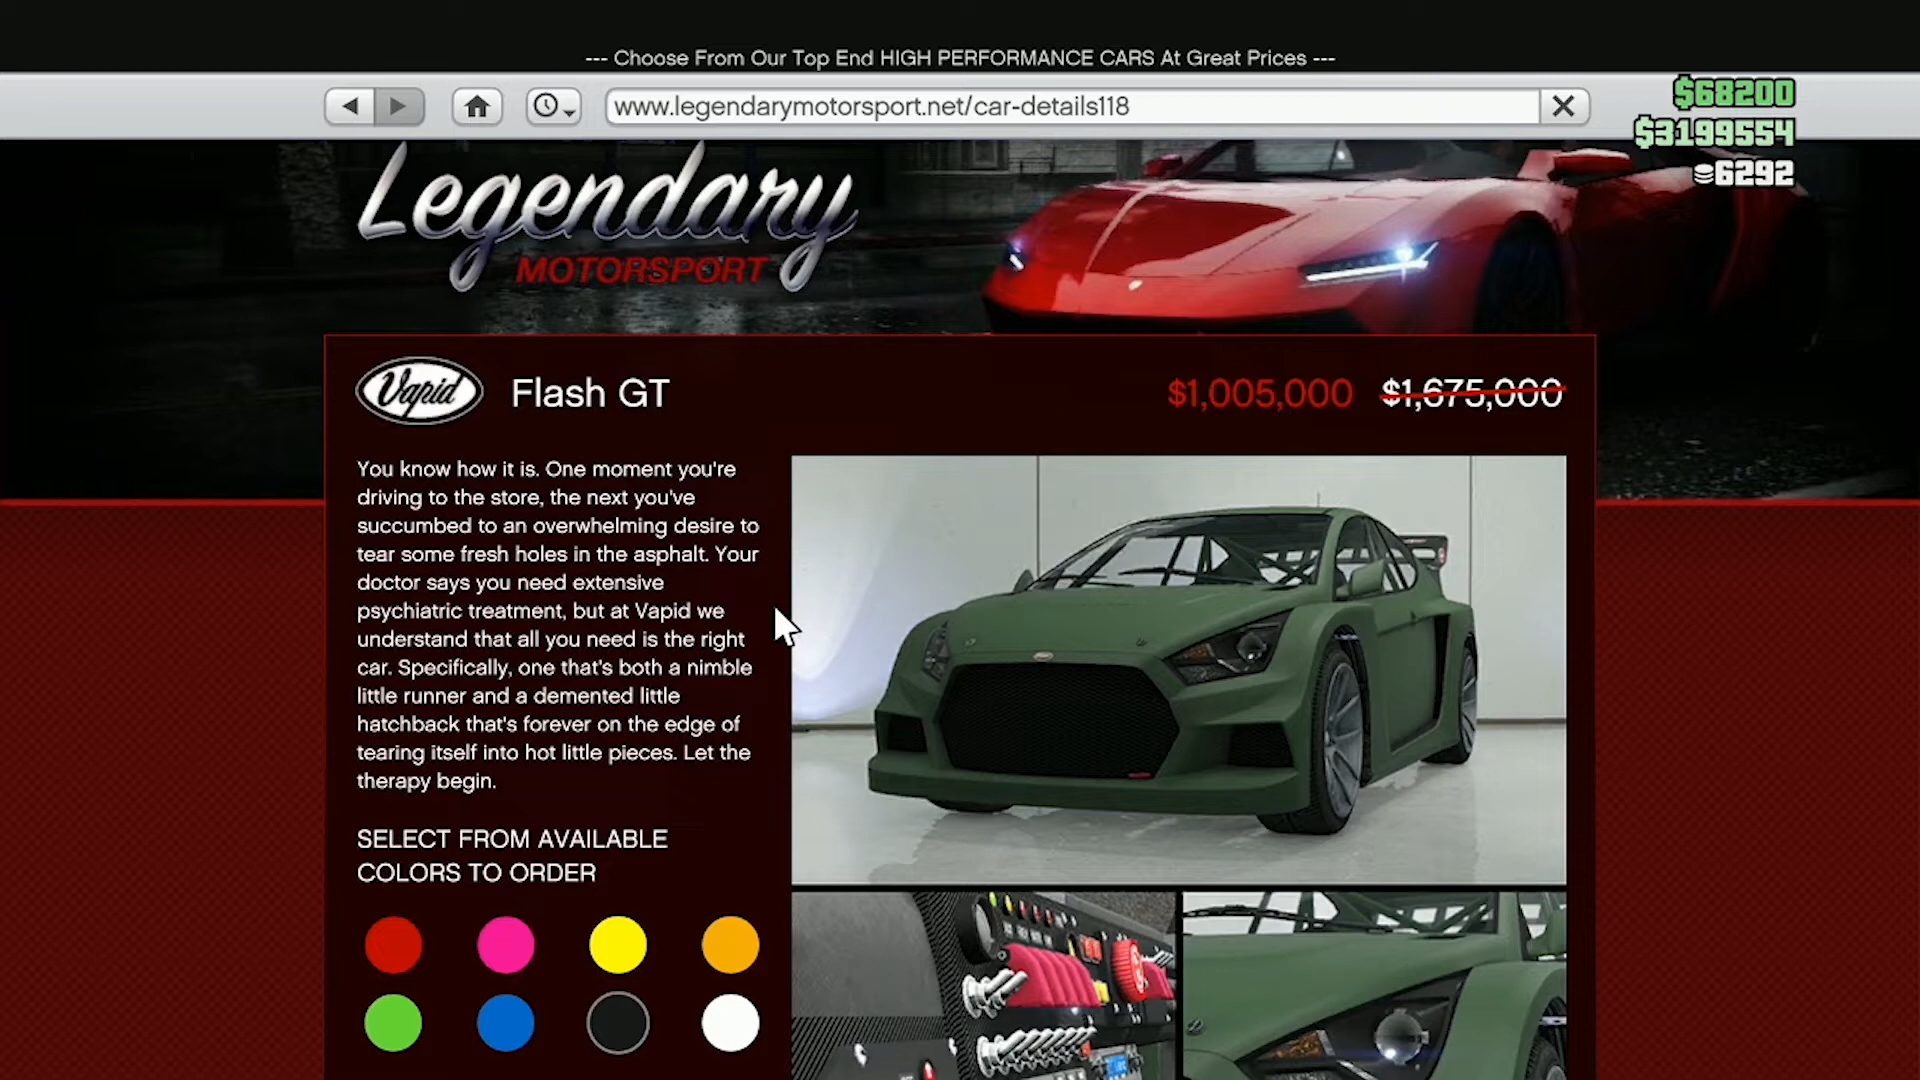 --- Choose From Our Top End HIGH PERFORMANCE CARS At Great Prices ---
www.legendarymotorsport.net/car-details118
$68200
$3199554
6292
Legendary
MOTORSPORT
Vapid
Flash GT
$1,005,000 $1,675,000
You know how it is. One moment you're
driving to the store, the next you've
succumbed to an overwhelming desire to
tear some fresh holes in the asphalt. Your
doctor says you need extensive
psychiatric treatment, but at Vapid we
understand that all you need is the right
car. Specifically, one that's both a nimble
little runner and a demented little
hatchback that's forever on the edge of
tearing itself into hot little pieces. Let the
therapy begin.
SELECT FROM AVAILABLE
COLORS TO ORDER